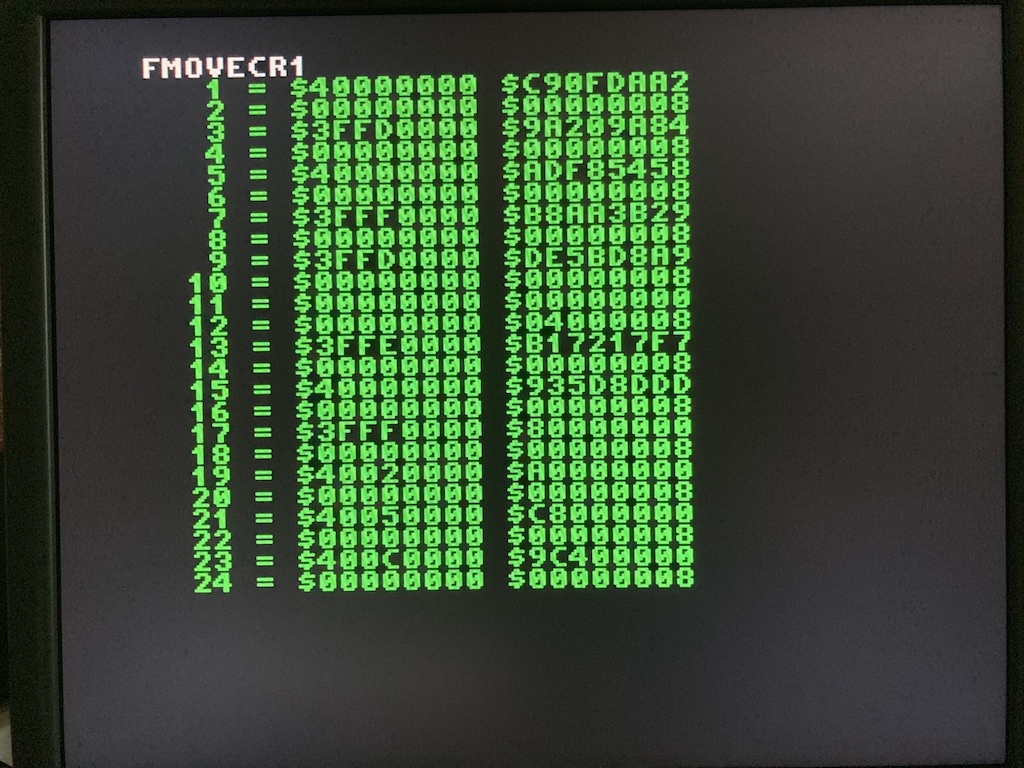 FMOVECR1
1 = $40000000 $C90FDAA2
2 = $00000000 $00000008
3 = $3FFD0000 $9A209A84
4 = $00000000 $00000008
5 = $40000000 $ADF85458
6 = $00000000 $00000008
7 = $3FFF0000 $B8AA3B29
8 = $00000000 $00000008
9 = $3FFD0000 $DE5BD8A9
10 = $00000000 $00000008
11 = $00000000 $00000000
12 = $00000000 $04000008
13 = $3FFE0000 $B17217F7
14 = $00000000 $00000008
15 = $40000000 $935D8DDD
16 = $00000000 $00000008
17 = $3FFF0000 $80000000
18 = $00000000 $00000008
19 = $40020000 $A0000000
20 = $00000000 $00000008
21 = $40050000 $C8000000
22 = $00000000 $00000008
23 = $400C0000 $9C400000
24 = $00000000 $00000008